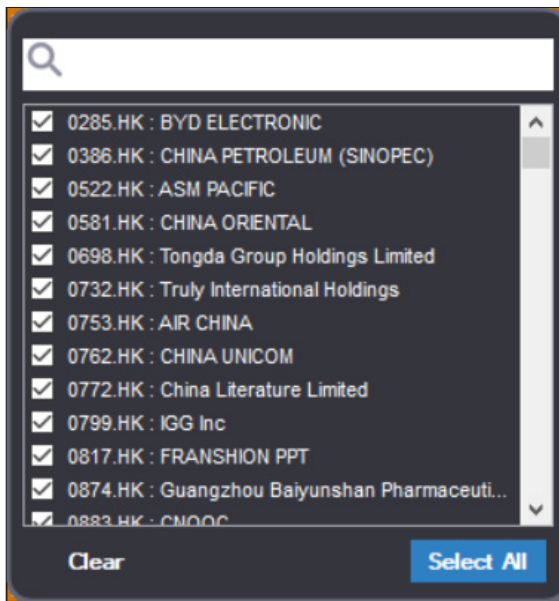 0285.HK : BYD ELECTRONIC
0386.HK : CHINA PETROLEUM (SINOPEC)
0522.HK : ASM PACIFIC
0581.HK : CHINA ORIENTAL
0698.HK : Tongda Group Holdings Limited
0732.HK : Truly International Holdings
0753.HK : AIR CHINA
0762.HK : CHINA UNICOM
0772.HK : China Literature Limited
0799.HK : IGG Inc
0817.HK : FRANSHION PPT
0874.HK : Guangzhou Baiyunshan Pharmaceuti...
0883.HK : CNOOC
Clear
Select All